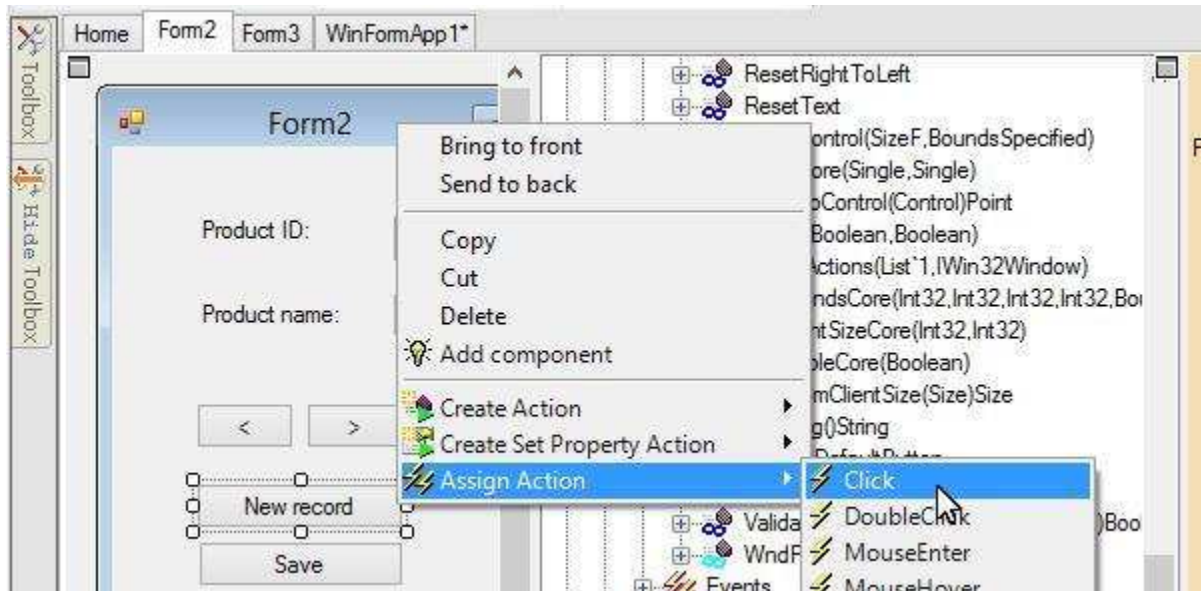 Home Form2 Form3 WinFormApp1*
Toolbox
Hide Toolbox
Form2
Product ID:
Product name:
< >
New record
Save
Bring to front
Send to back
Copy
Cut
Delete
Add component
Create Action
Create Set Property Action
Assign Action
Click
DoubleClick
MouseEnter
MouseHover
ResetRightToLeft
ResetText
ontrol(SizeF,BoundsSpecified)
ore(Single,Single)
oControl(Control)Point
Boolean,Boolean)
Actions(List`1,IWin32Window)
ndsCore(Int32,Int32,Int32,Int32,Bou
ntSizeCore(Int32,Int32)
bleCore(Boolean)
mClientSize(Size)Size
g()String
Valida )Boo
WndP
Events